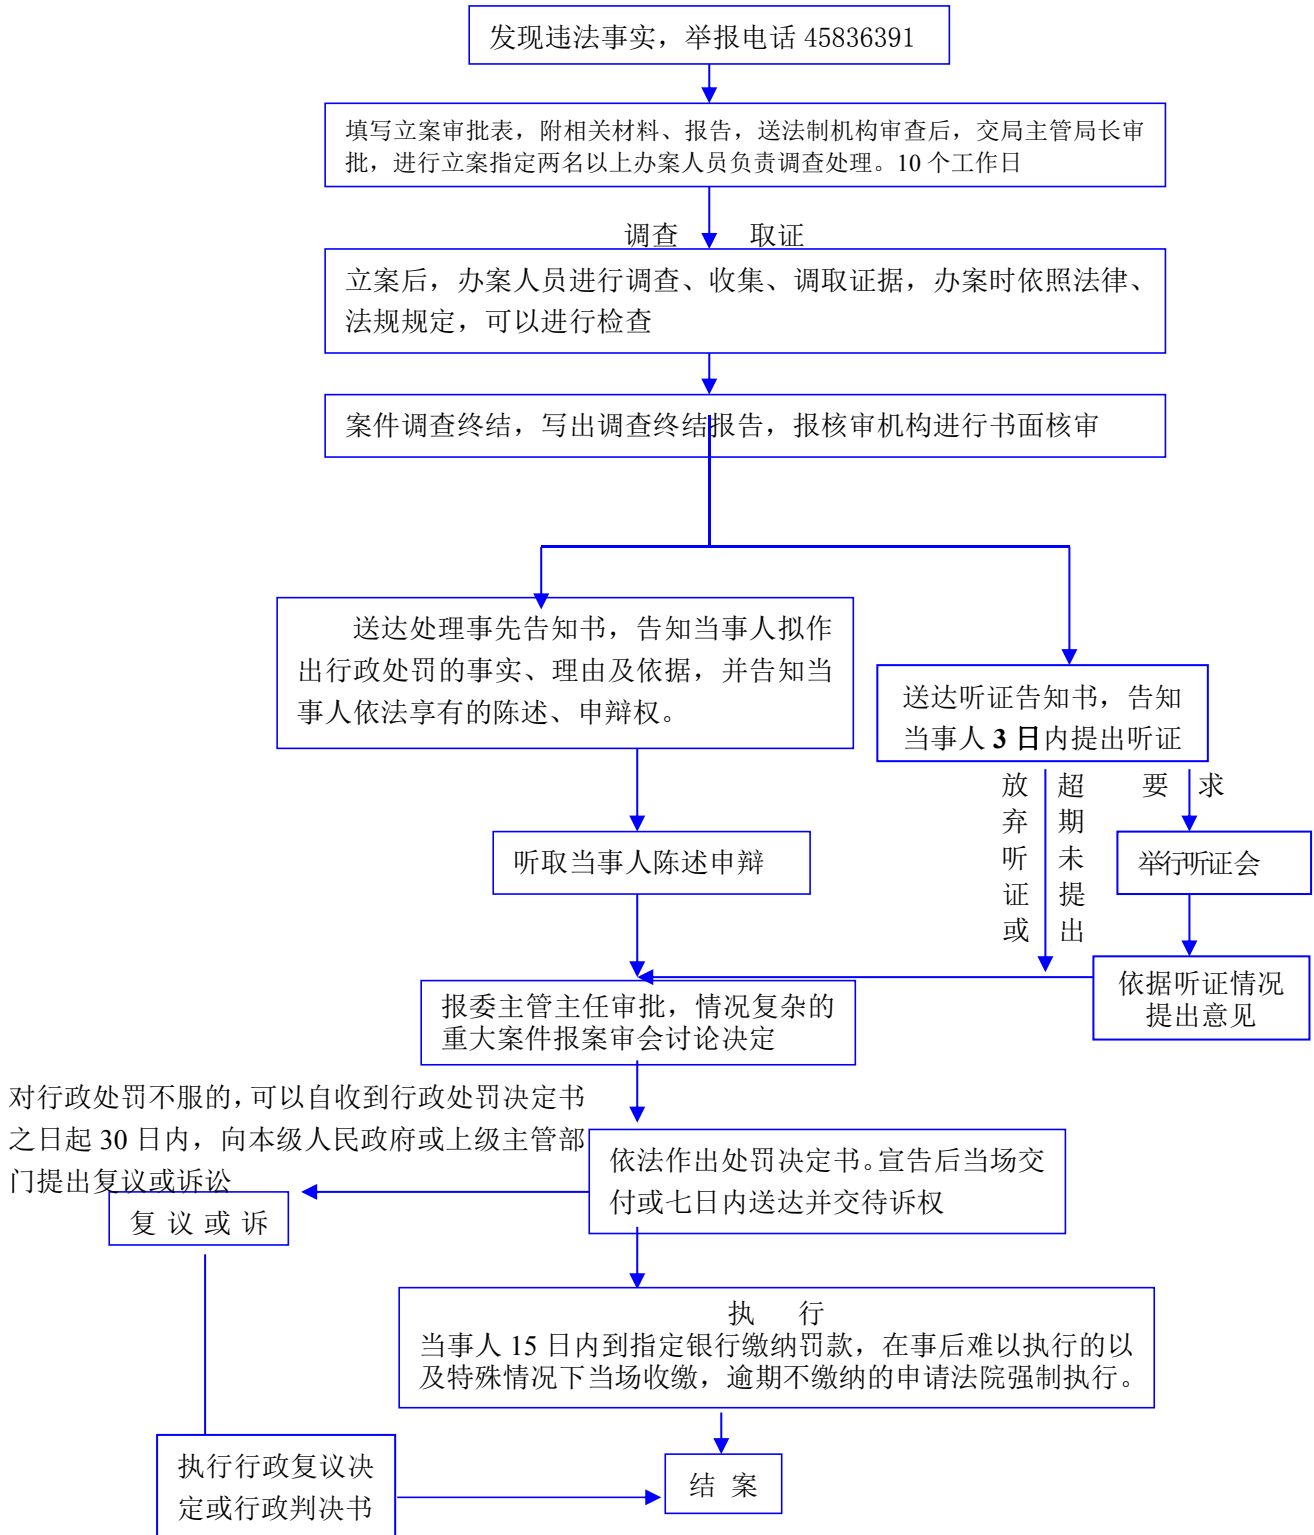 发现违法事实，举报电话 45836391
填写立案审批表，附相关材料、报告，送法制机构审查后，交局主管局长审
批，进行立案指定两名以上办案人员负责调查处理。10 个工作日
调查 取证
立案后，办案人员进行调查、收集、调取证据，办案时依照法律、
法规规定，可以进行检查
案件调查终结，写出调查终结报告，报核审机构进行书面核审
送达处理事先告知书，告知当事人拟作
出行政处罚的事实、理由及依据，并告知当
事人依法享有的陈述、申辩权。
送达听证告知书，告知
当事人 3 日内提出听证
放弃听证或
超期未提出
要 求
听取当事人陈述申辩
举行听证会
依据听证情况
提出意见
报委主管主任审批，情况复杂的
重大案件报案审会讨论决定
对行政处罚不服的，可以自收到行政处罚决定书
之日起 30 日内，向本级人民政府或上级主管部
门提出复议或诉讼
依法作出处罚决定书。宣告后当场交
付或七日内送达并交待诉权
复 议 或 诉
执 行
当事人 15 日内到指定银行缴纳罚款，在事后难以执行的以
及特殊情况下当场收缴，逾期不缴纳的申请法院强制执行。
执行行政复议决
定或行政判决书
结 案